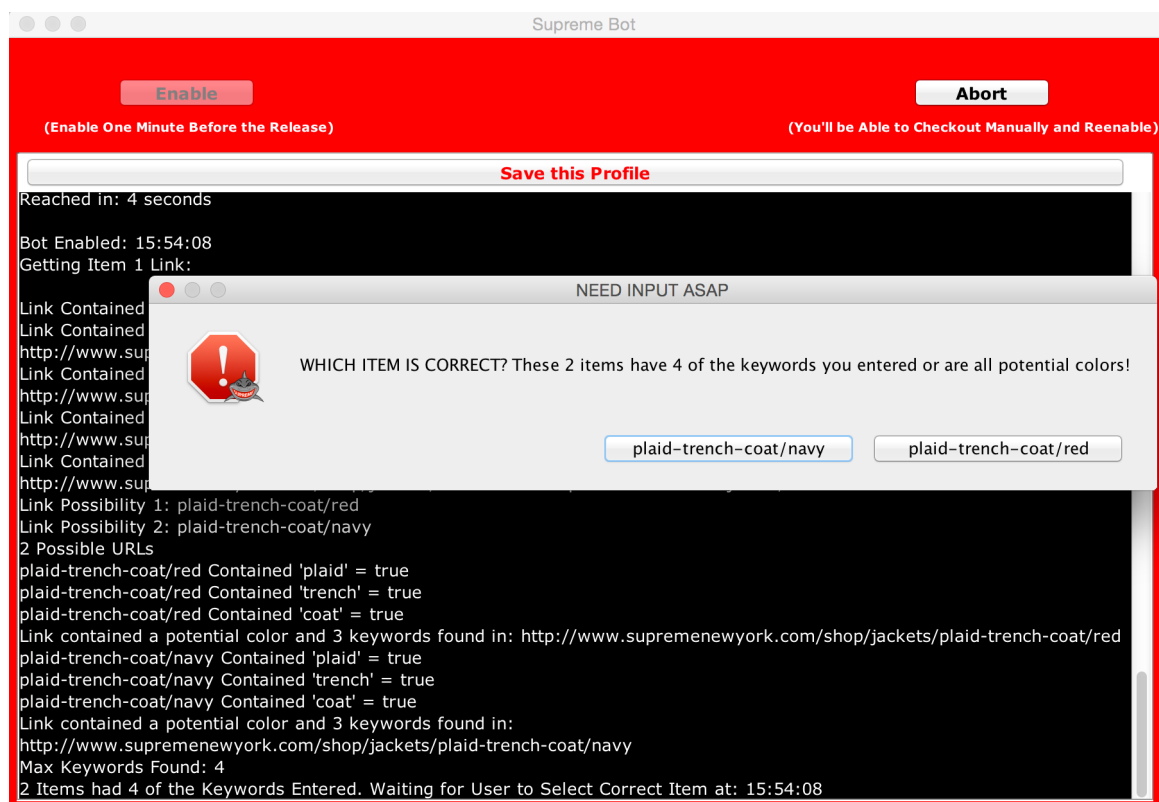 Supreme Bot
Enable
Abort
(Enable One Minute Before the Release)
(You'll be Able to Checkout Manually and Reenable)
Save this Profile
Reached in: 4 seconds
Bot Enabled: 15:54:08
Getting Item 1 Link:
NEED INPUT ASAP
WHICH ITEM IS CORRECT? These 2 items have 4 of the keywords you entered or are all potential colors!
plaid-trench-coat/navy
plaid-trench-coat/red
Link Contained
Link Contained
http://www.sup
Link Contained
http://www.sup
Link Contained
http://www.sup
Link Contained
http://www.sup
Link Possibility 1: plaid-trench-coat/red
Link Possibility 2: plaid-trench-coat/navy
2 Possible URLs
plaid-trench-coat/red Contained 'plaid' = true
plaid-trench-coat/red Contained 'trench' = true
plaid-trench-coat/red Contained 'coat' = true
Link contained a potential color and 3 keywords found in: http://www.supremenewyork.com/shop/jackets/plaid-trench-coat/red
plaid-trench-coat/navy Contained 'plaid' = true
plaid-trench-coat/navy Contained 'trench' = true
plaid-trench-coat/navy Contained 'coat' = true
Link contained a potential color and 3 keywords found in:
http://www.supremenewyork.com/shop/jackets/plaid-trench-coat/navy
Max Keywords Found: 4
2 Items had 4 of the Keywords Entered. Waiting for User to Select Correct Item at: 15:54:08